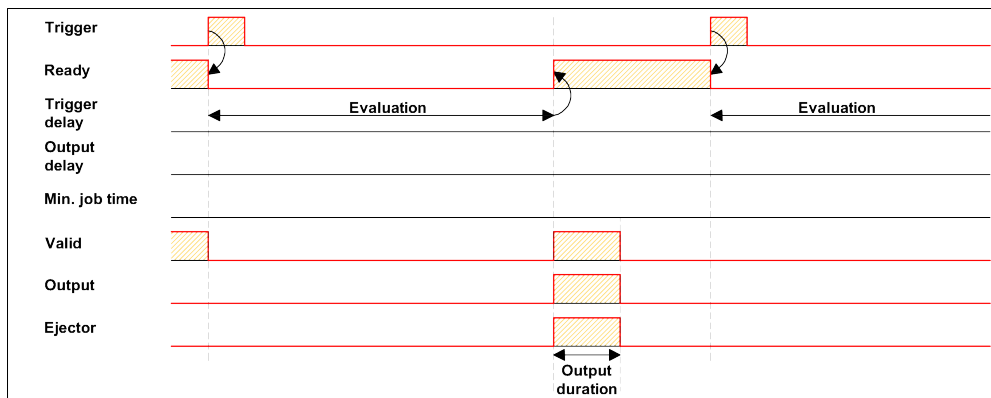 Trigger
Ready
Trigger
delay
Evaluation
Evaluation
Output
delay
Min. job time
Valid
Output
Ejector
Output
duration